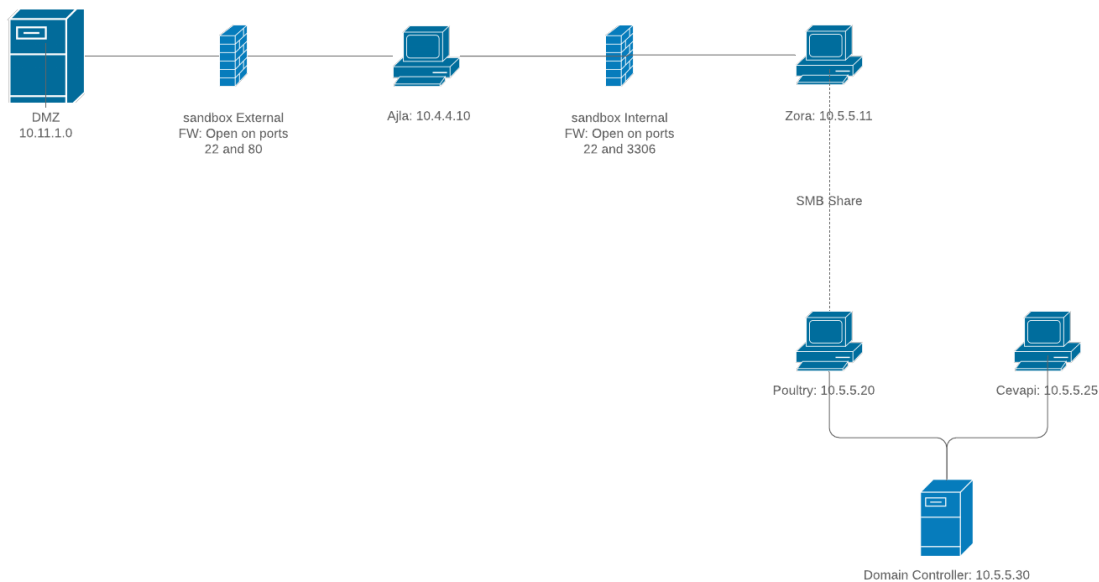 DMZ
10.11.1.0
sandbox External
FW: Open on ports
22 and 80
Ajla: 10.4.4.10
sandbox Internal
FW: Open on ports
22 and 3306
Zora: 10.5.5.11
SMB Share
Poultry: 10.5.5.20
Cevapi: 10.5.5.25
Domain Controller: 10.5.5.30